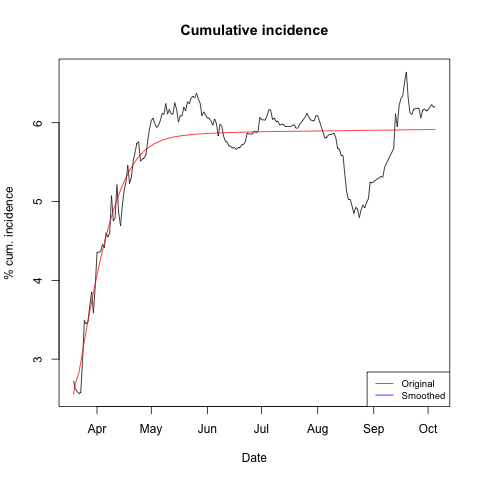 Cumulative incidence
% cum. incidence
6
5
4
3
Original
Smoothed
Apr May Jun Jul Aug Sep Oct
Date